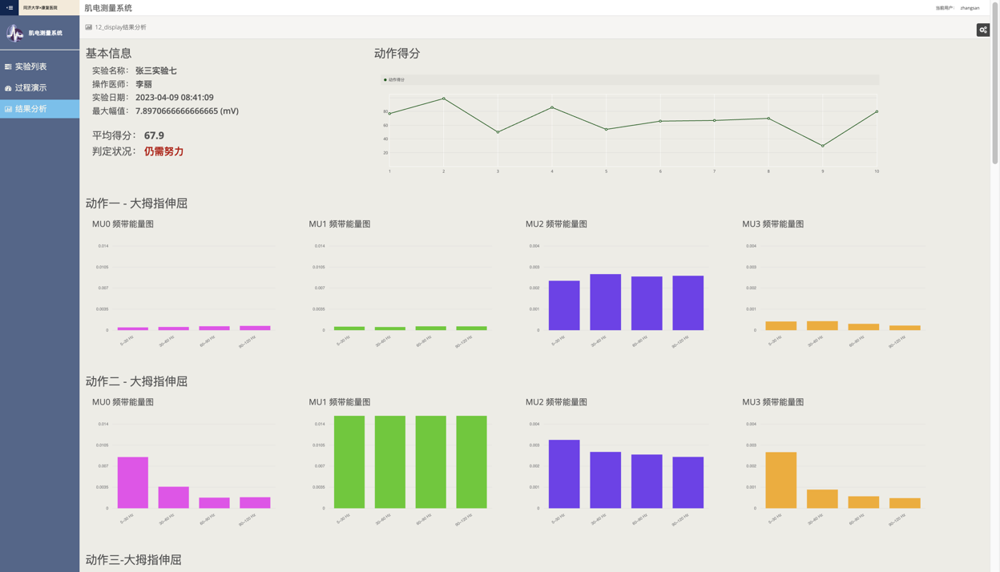 同济大学×康复医院
肌电测量系统
当前用户： zhangsan
肌电测量系统
12_display结果分析
实验列表
过程演示
结果分析
基本信息
实验名称： 张三实验七
操作医师： 李丽
实验日期： 2023-04-09 08:41:09
最大幅值： 7.8970666666666665 (mV)
平均得分： 67.9
判定状况： 仍需努力
动作得分
动作得分
80
60
40
20
1 2 3 4 5 6 7 8 9 10
动作一 - 大拇指伸屈
MU0 频带能量图
0.014
0.0105
0.007
0.0035
0
5~30 Hz 30~60 Hz 60~90 Hz 90~120 Hz
MU1 频带能量图
0.014
0.0105
0.007
0.0035
0
5~30 Hz 30~60 Hz 60~90 Hz 90~120 Hz
MU2 频带能量图
0.004
0.003
0.002
0.001
0
5~30 Hz 30~60 Hz 60~90 Hz 90~120 Hz
MU3 频带能量图
0.004
0.003
0.002
0.001
0
5~30 Hz 30~60 Hz 60~90 Hz 90~120 Hz
动作二 - 大拇指伸屈
MU0 频带能量图
0.014
0.0105
0.007
0.0035
0
5~30 Hz 30~60 Hz 60~90 Hz 90~120 Hz
MU1 频带能量图
0.014
0.0105
0.007
0.0035
0
5~30 Hz 30~60 Hz 60~90 Hz 90~120 Hz
MU2 频带能量图
0.004
0.003
0.002
0.001
0
5~30 Hz 30~60 Hz 60~90 Hz 90~120 Hz
MU3 频带能量图
0.004
0.003
0.002
0.001
0
5~30 Hz 30~60 Hz 60~90 Hz 90~120 Hz
动作三-大拇指伸屈